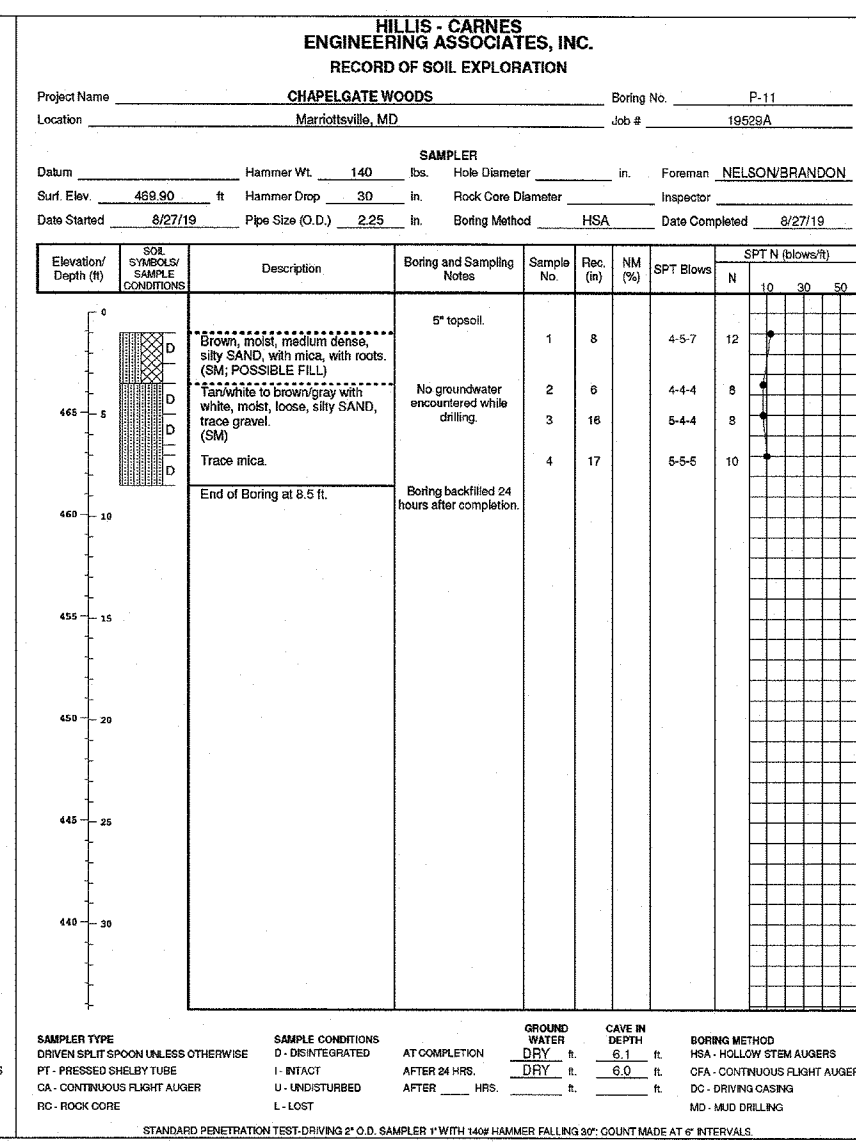 HILLIS - CARNES
ENGINEERING ASSOCIATES, INC.
RECORD OF SOIL EXPLORATION
Project Name CHAPELGATE WOODS Boring No. P-11
Location Marriottsville, MD Job # 19529A
SAMPLER
Datum Hammer Wt. 140 lbs. Hole Diameter in. Foreman NELSON/BRANDON
Surf. Elev. 469.90 ft Hammer Drop 30 in. Rock Core Diameter Inspector
Date Started 8/27/19 Pipe Size (O.D.) 2.25 in. Boring Method HSA Date Completed 8/27/19
Elevation/ Depth (ft) SOIL SYMBOLS/ SAMPLE CONDITIONS Description Boring and Sampling Notes Sample No. Rec. (in) NM (%) SPT Blows SPT N (blows/ft)
N 10 30 50
0
5" topsoil.
D Brown, moist, medium dense, 1 8 4-5-7 12
silty SAND, with mica, with roots.
(SM; POSSIBLE FILL)
D Tan/white to brown/gray with No groundwater 2 6 4-4-4 8
white, moist, loose, silty SAND, encountered while
465 5 D trace gravel. drilling. 3 16 5-4-4 8
(SM)
D Trace mica. 4 17 5-5-5 10
End of Boring at 8.5 ft. Boring backfilled 24
hours after completion.
460 10
455 15
450 20
445 25
440 30
GROUND WATER CAVE IN DEPTH
SAMPLER TYPE SAMPLE CONDITIONS BORING METHOD
DRIVEN SPLIT SPOON UNLESS OTHERWISE D - DISINTEGRATED AT COMPLETION DRY ft. 6.1 ft. HSA - HOLLOW STEM AUGERS
S PT - PRESSED SHELBY TUBE I - INTACT AFTER 24 HRS. DRY ft. 6.0 ft. CFA - CONTINUOUS FLIGHT AUGER
CA - CONTINUOUS FLIGHT AUGER U - UNDISTURBED AFTER HRS. ft. ft. DC - DRIVING CASING
RC - ROCK CORE L - LOST MD - MUD DRILLING
STANDARD PENETRATION TEST-DRIVING 2" O.D. SAMPLER 1' WITH 140# HAMMER FALLING 30": COUNT MADE AT 6" INTERVALS.